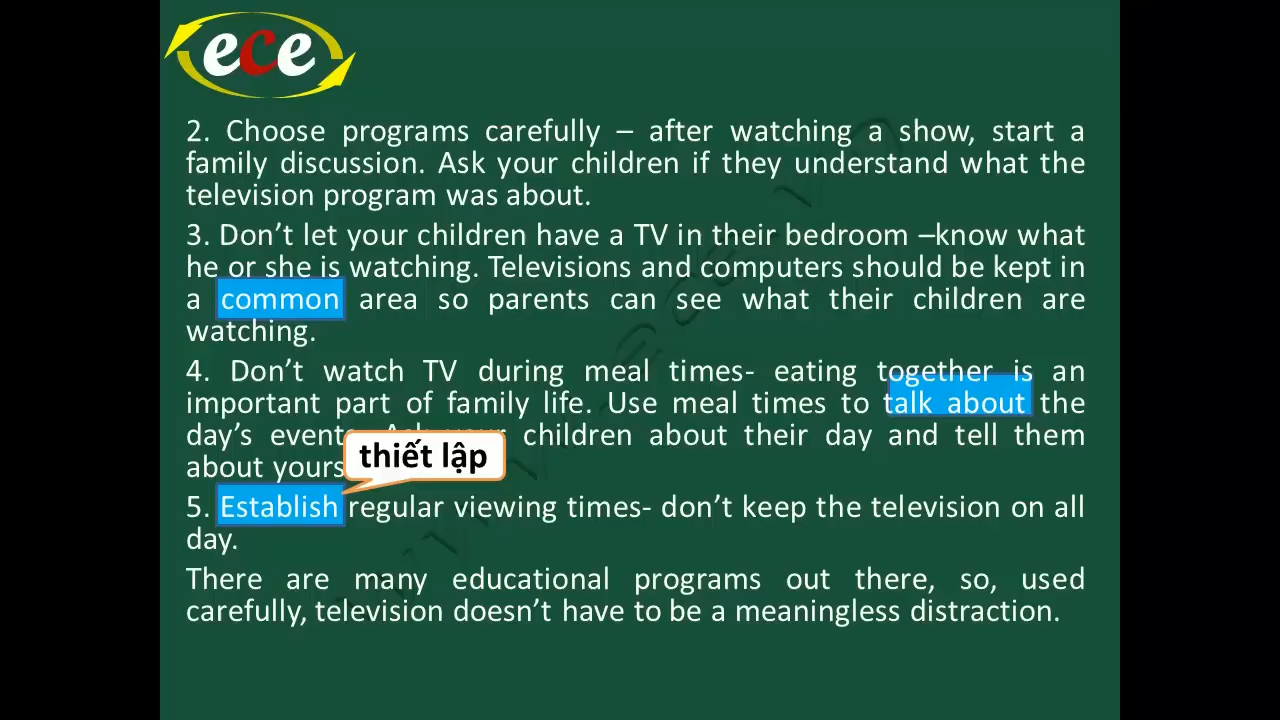 ece
2. Choose programs carefully – after watching a show, start a
family discussion. Ask your children if they understand what the
television program was about.
3. Don’t let your children have a TV in their bedroom –know what
he or she is watching. Televisions and computers should be kept in
a common area so parents can see what their children are
watching.
4. Don’t watch TV during meal times- eating together is an
important part of family life. Use meal times to talk about the
day’s children about their day and tell them
thiết lập
about yours
5. Establish regular viewing times- don’t keep the television on all
day.
There are many educational programs out there, so, used
carefully, television doesn’t have to be a meaningless distraction.